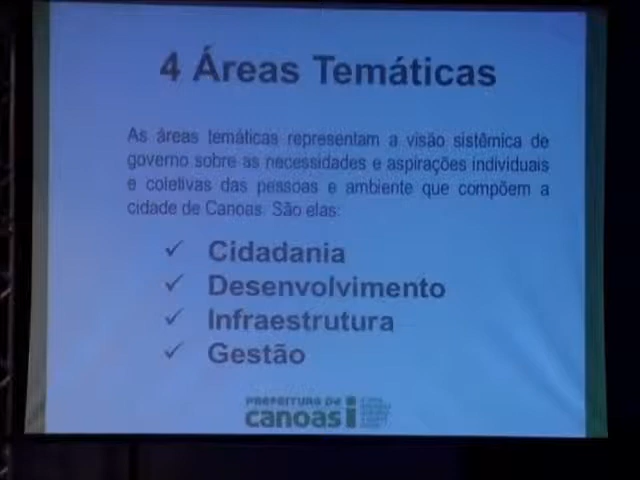 4 Áreas Temáticas
As áreas temáticas representam a visão sistêmica de
governo sobre as necessidades e aspirações individuais
e coletivas das pessoas e ambiente que compõem a
cidade de Canoas. São elas:
✓ Cidadania
✓ Desenvolvimento
✓ Infraestrutura
✓ Gestão
PREFEITURA DE
canoas